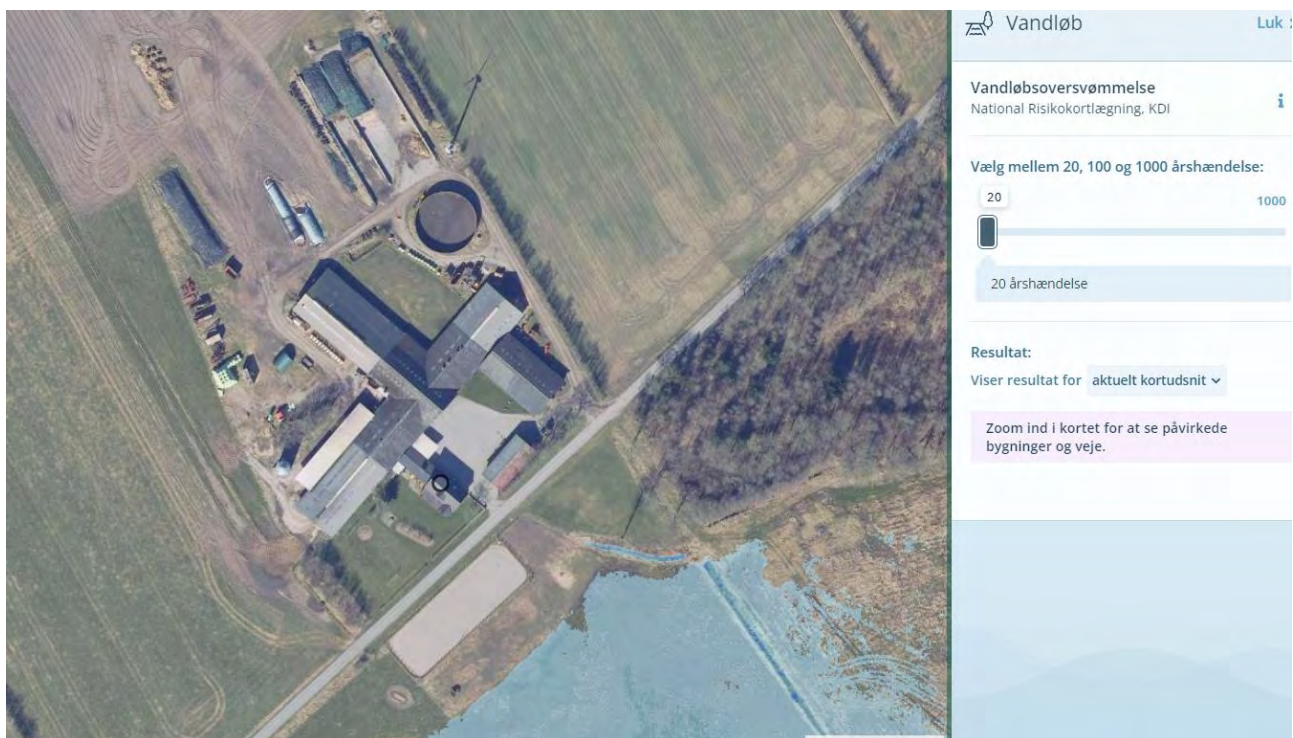 Vandløb
Luk
Vandløbsoversvømmelse
National Risikokortlægning, KDI
i
Vælg mellem 20, 100 og 1000 årshændelse:
20
1000
20 årshændelse
Resultat:
Viser resultat for aktuelt kortudsnit
Zoom ind i kortet for at se påvirkede
bygninger og veje.